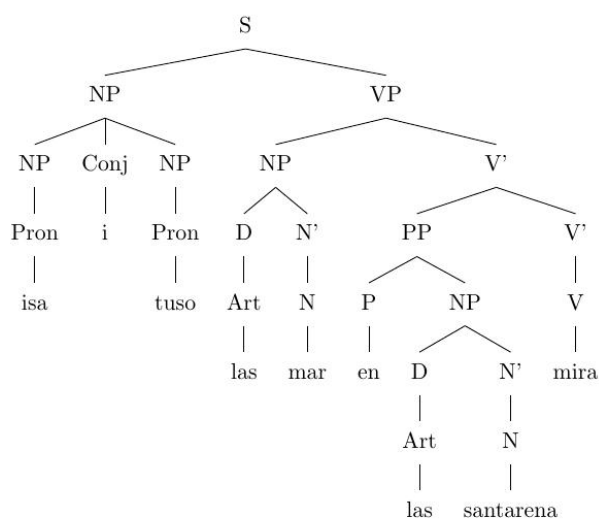 S
NP VP
NP Conj NP NP V'
Pron i Pron D N' PP V'
isa tuso Art N P NP V
las mar en D N' mira
Art N
las santarena